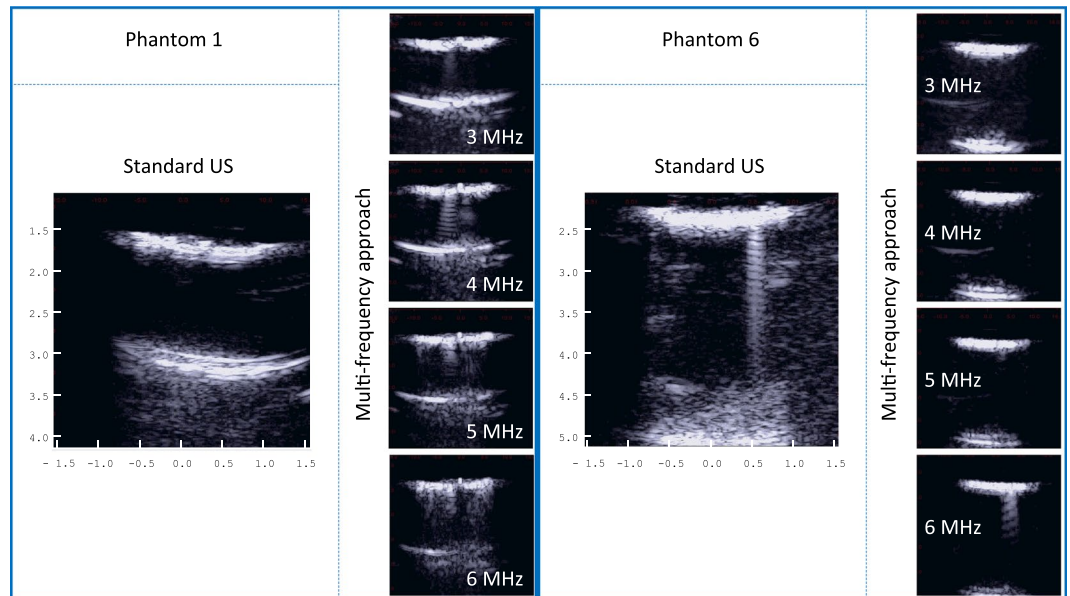 Phantom 1
Standard US
1.5
2.0
2.5
3.0
3.5
4.0
- 1.5 -1.0 -0.5 0.0 0.5 1.0 1.5
Multi-frequency approach
3 MHz
4 MHz
5 MHz
6 MHz
Phantom 6
Standard US
2.5
3.0
3.5
4.0
4.5
5.0
- 1.5 -1.0 -0.5 0.0 0.5 1.0 1.5
Multi-frequency approach
3 MHz
4 MHz
5 MHz
6 MHz